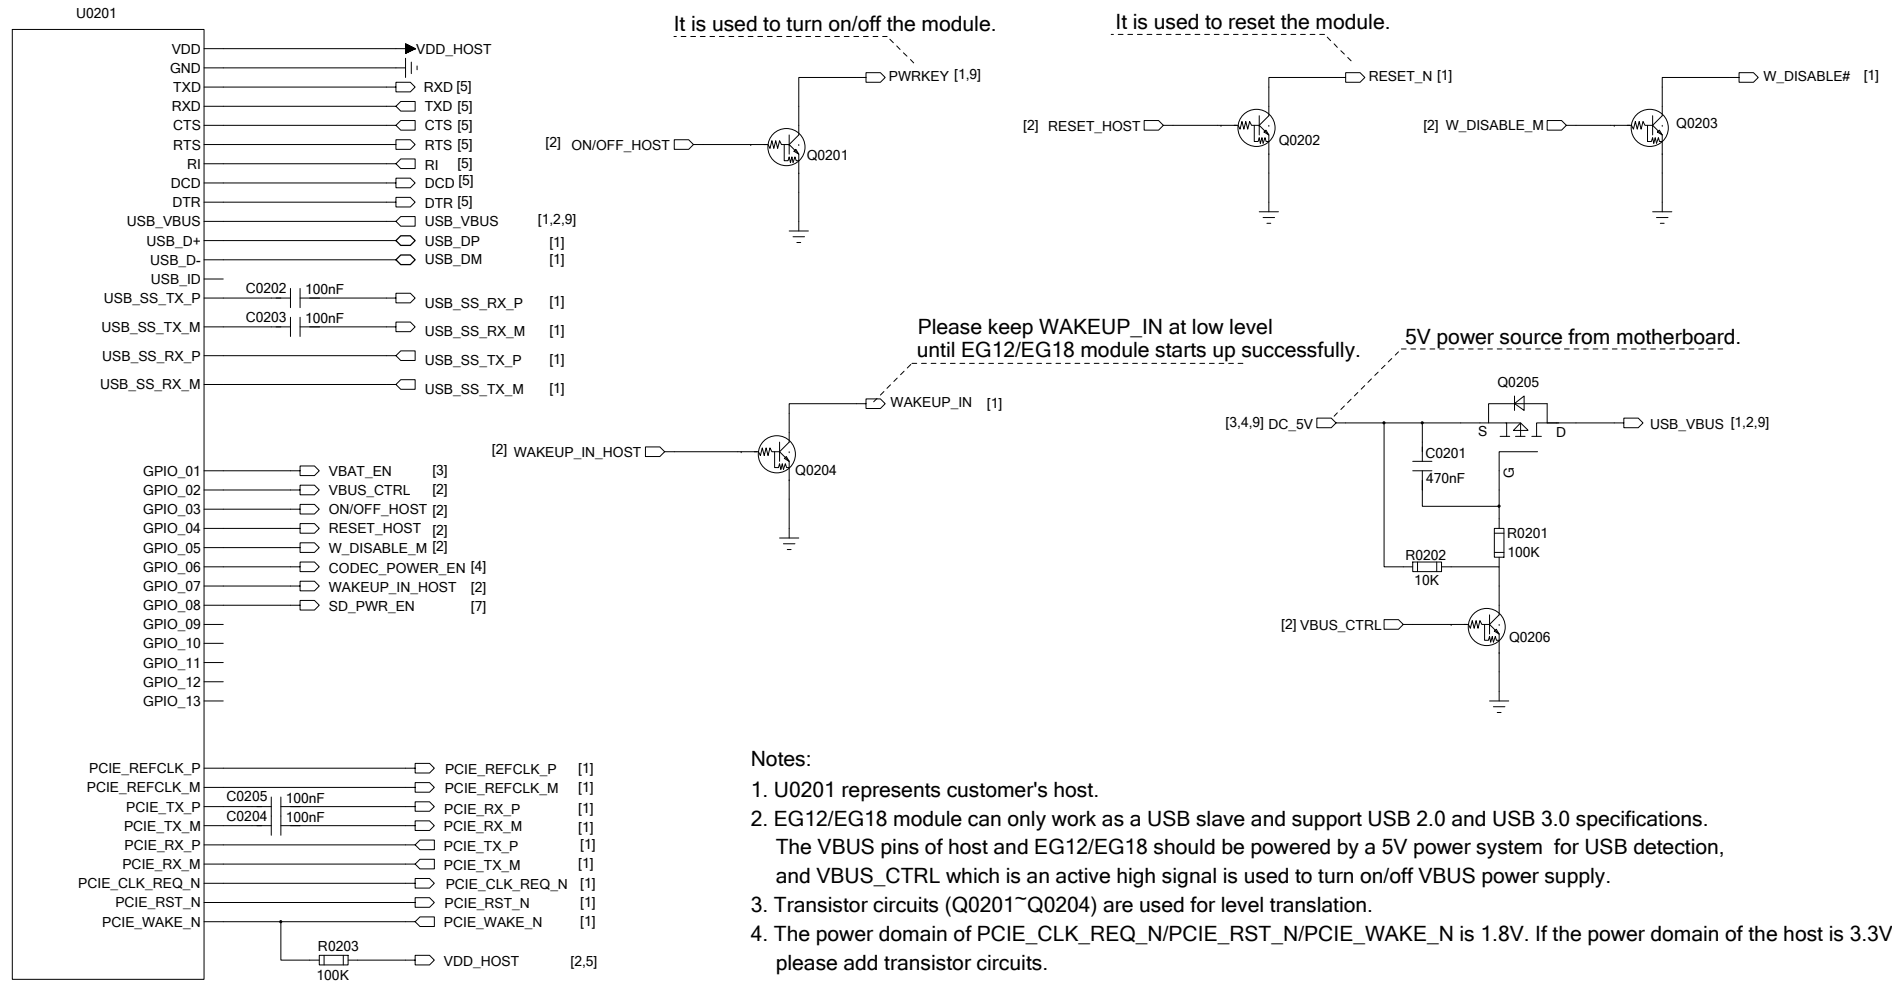 U0201
VDD VDD_HOST
GND
TXD RXD [5]
RXD TXD [5]
CTS CTS [5]
RTS RTS [5]
RI RI [5]
DCD DCD [5]
DTR DTR [5]
USB_VBUS USB_VBUS [1,2,9]
USB_D+ USB_DP [1]
USB_D- USB_DM [1]
USB_ID
USB_SS_TX_P C0202 100nF USB_SS_RX_P [1]
USB_SS_TX_M C0203 100nF USB_SS_RX_M [1]
USB_SS_RX_P USB_SS_TX_P [1]
USB_SS_RX_M USB_SS_TX_M [1]
GPIO_01 VBAT_EN [3]
GPIO_02 VBUS_CTRL [2]
GPIO_03 ON/OFF_HOST [2]
GPIO_04 RESET_HOST [2]
GPIO_05 W_DISABLE_M [2]
GPIO_06 CODEC_POWER_EN [4]
GPIO_07 WAKEUP_IN_HOST [2]
GPIO_08 SD_PWR_EN [7]
GPIO_09
GPIO_10
GPIO_11
GPIO_12
GPIO_13
PCIE_REFCLK_P PCIE_REFCLK_P [1]
PCIE_REFCLK_M PCIE_REFCLK_M [1]
PCIE_TX_P C0205 100nF PCIE_RX_P [1]
PCIE_TX_M C0204 100nF PCIE_RX_M [1]
PCIE_RX_P PCIE_TX_P [1]
PCIE_RX_M PCIE_TX_M [1]
PCIE_CLK_REQ_N PCIE_CLK_REQ_N [1]
PCIE_RST_N PCIE_RST_N [1]
PCIE_WAKE_N PCIE_WAKE_N [1]
R0203
100K
VDD_HOST [2,5]
It is used to turn on/off the module.
PWRKEY [1,9]
[2] ON/OFF_HOST
Q0201
It is used to reset the module.
RESET_N [1]
[2] RESET_HOST
Q0202
W_DISABLE# [1]
[2] W_DISABLE_M
Q0203
Please keep WAKEUP_IN at low level
until EG12/EG18 module starts up successfully.
WAKEUP_IN [1]
[2] WAKEUP_IN_HOST
Q0204
5V power source from motherboard.
Q0205
[3,4,9] DC_5V
S D
G
USB_VBUS [1,2,9]
C0201
470nF
R0201
100K
R0202
10K
[2] VBUS_CTRL
Q0206
Notes:
1. U0201 represents customer's host.
2. EG12/EG18 module can only work as a USB slave and support USB 2.0 and USB 3.0 specifications.
The VBUS pins of host and EG12/EG18 should be powered by a 5V power system for USB detection,
and VBUS_CTRL which is an active high signal is used to turn on/off VBUS power supply.
3. Transistor circuits (Q0201~Q0204) are used for level translation.
4. The power domain of PCIE_CLK_REQ_N/PCIE_RST_N/PCIE_WAKE_N is 1.8V. If the power domain of the host is 3.3V
please add transistor circuits.